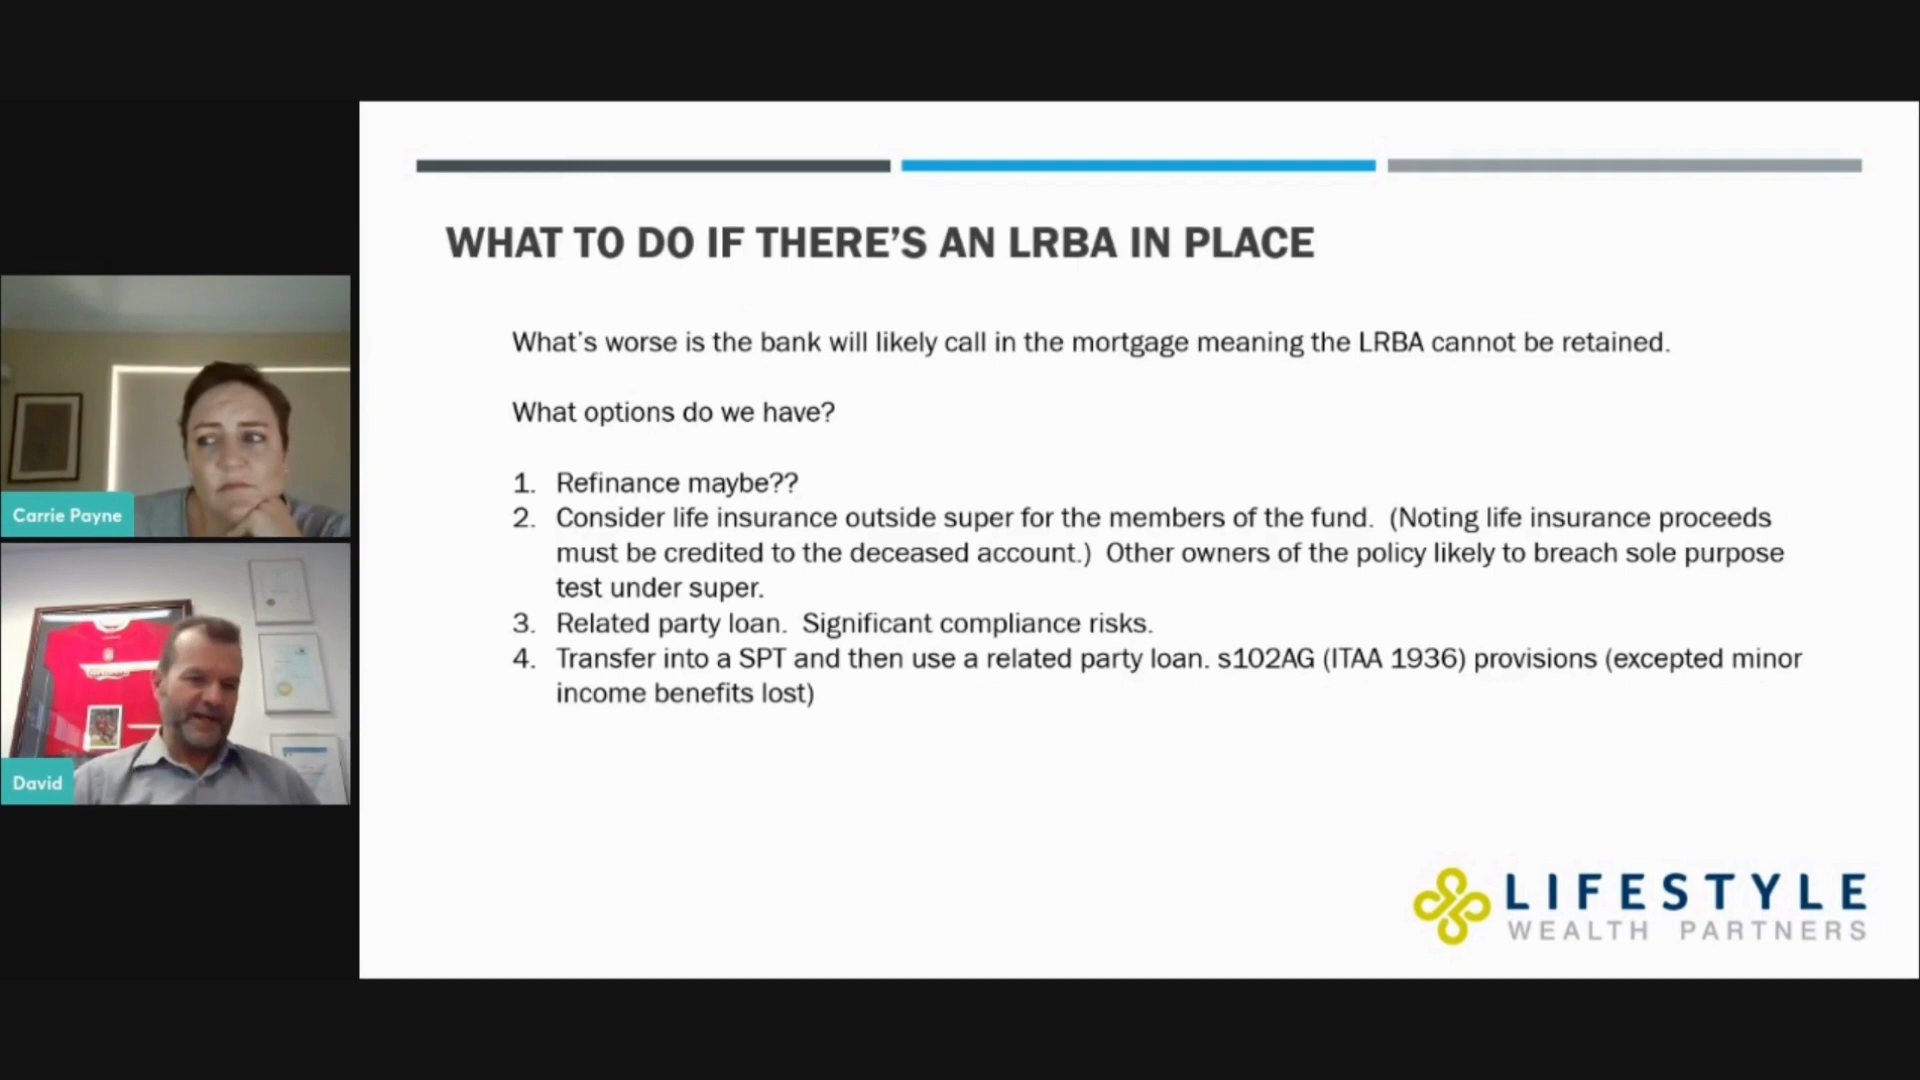 WHAT TO DO IF THERE'S AN LRBA IN PLACE
What's worse is the bank will likely call in the mortgage meaning the LRBA cannot be retained.
What options do we have?
1. Refinance maybe??
2. Consider life insurance outside super for the members of the fund. (Noting life insurance proceeds
must be credited to the deceased account.) Other owners of the policy likely to breach sole purpose
test under super.
3. Related party loan. Significant compliance risks.
4. Transfer into a SPT and then use a related party loan. s102AG (ITAA 1936) provisions (excepted minor
income benefits lost)
Carrie Payne
David
LIFESTYLE
WEALTH PARTNERS